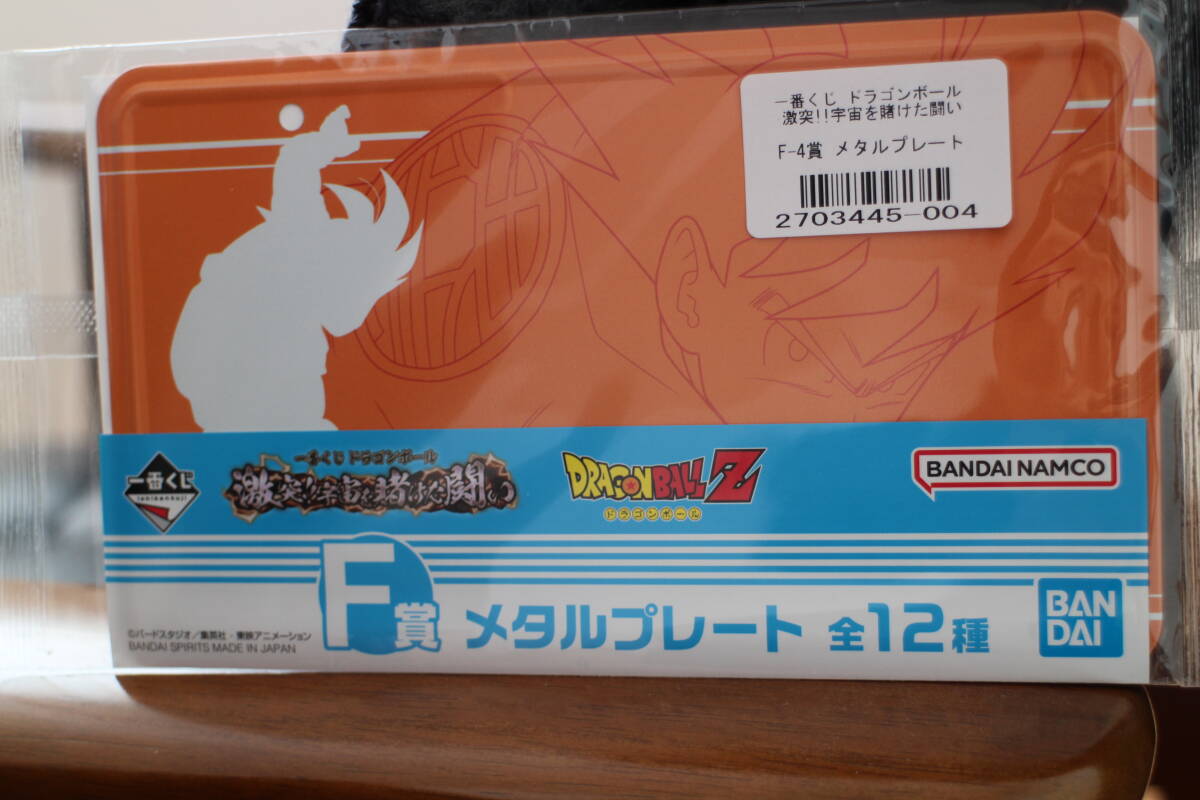 一番くじ ドラゴンボール
激突!!宇宙を賭けた闘い
F-4賞 メタルプレート
2703445-004
一番くじ
ichibankuji
一番くじ ドラゴンボール
激突!!宇宙を賭けた闘い
DRAGONBALL Z
ドラゴンボールZ
BANDAI NAMCO
F賞 メタルプレート 全12種
BAN
DAI
©バードスタジオ/集英社・東映アニメーション
BANDAI SPIRITS MADE IN JAPAN